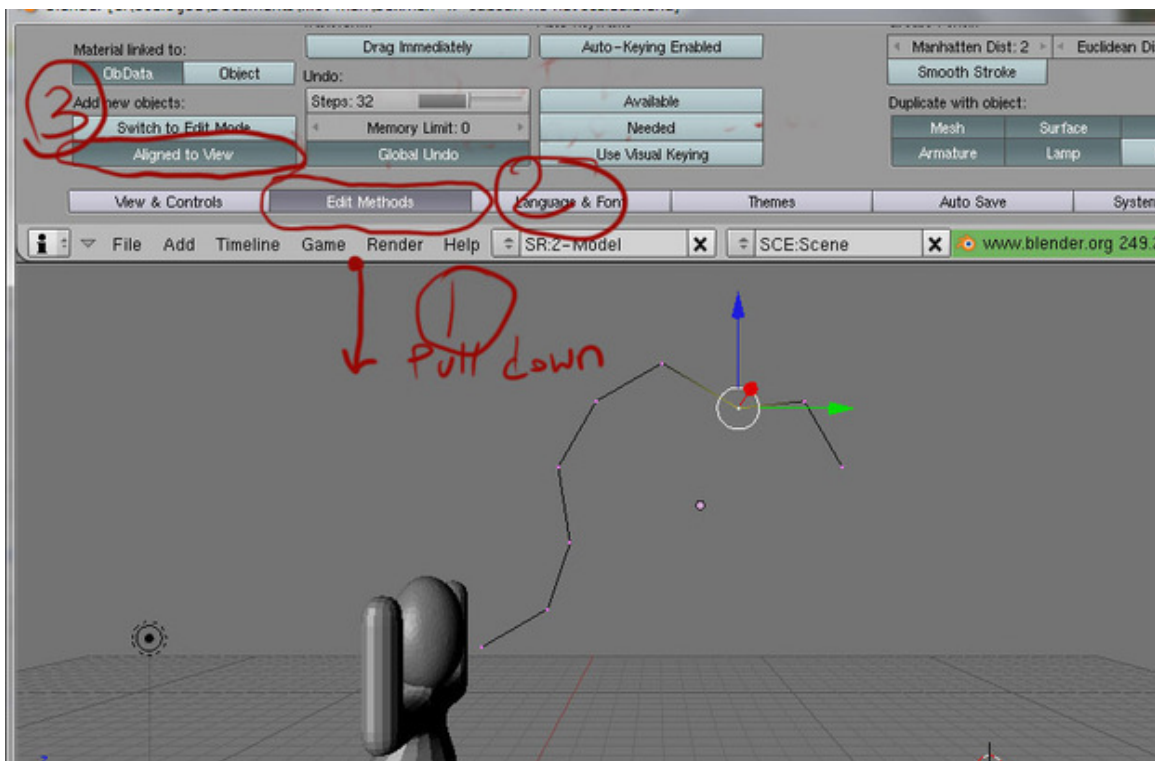 Material linked to:
ObData
Object
Add new objects:
Switch to Edit Mode
Aligned to View
Drag Immediately
Undo:
Steps: 32
Memory Limit: 0
Global Undo
Auto-Keying Enabled
Available
Needed
Use Visual Keying
Manhatten Dist: 2
Euclidean Di
Smooth Stroke
Duplicate with object:
Mesh
Surface
Armature
Lamp
View & Controls
Edit Methods
Language & Font
Themes
Auto Save
System
File Add Timeline Game Render Help SR:2-Model SCE:Scene www.blender.org 249.
3
2
1
Pull down